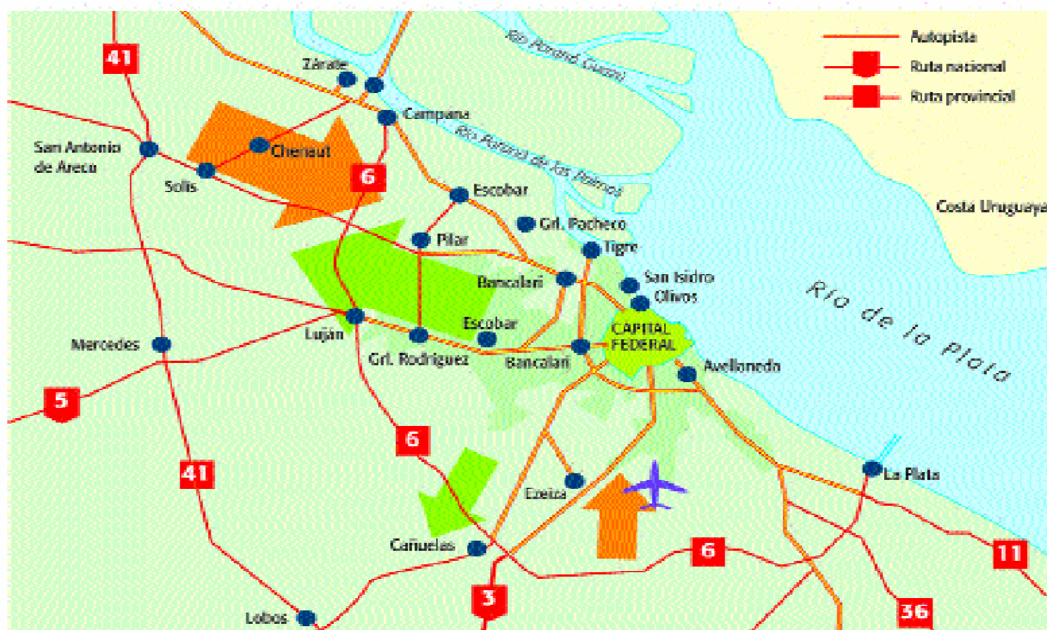 41
Autopista
Ruta nacional
Ruta provincial
Zárate
Río Paraná Guazú
Campana
Río Paraná de las Palmas
San Antonio
de Areco
Chenaut
Solís
6
Escobar
Costa Uruguaya
Grl. Pacheco
Pilar
Tigre
Bancalari
San Isidro
Olivos
Río de la Plata
Luján
Escobar
CAPITAL
FEDERAL
Mercedes
Grl. Rodríguez
Bancalari
Avellaneda
5
6
41
La Plata
Ezeiza
Cañuelas
6
11
3
36
Lobos